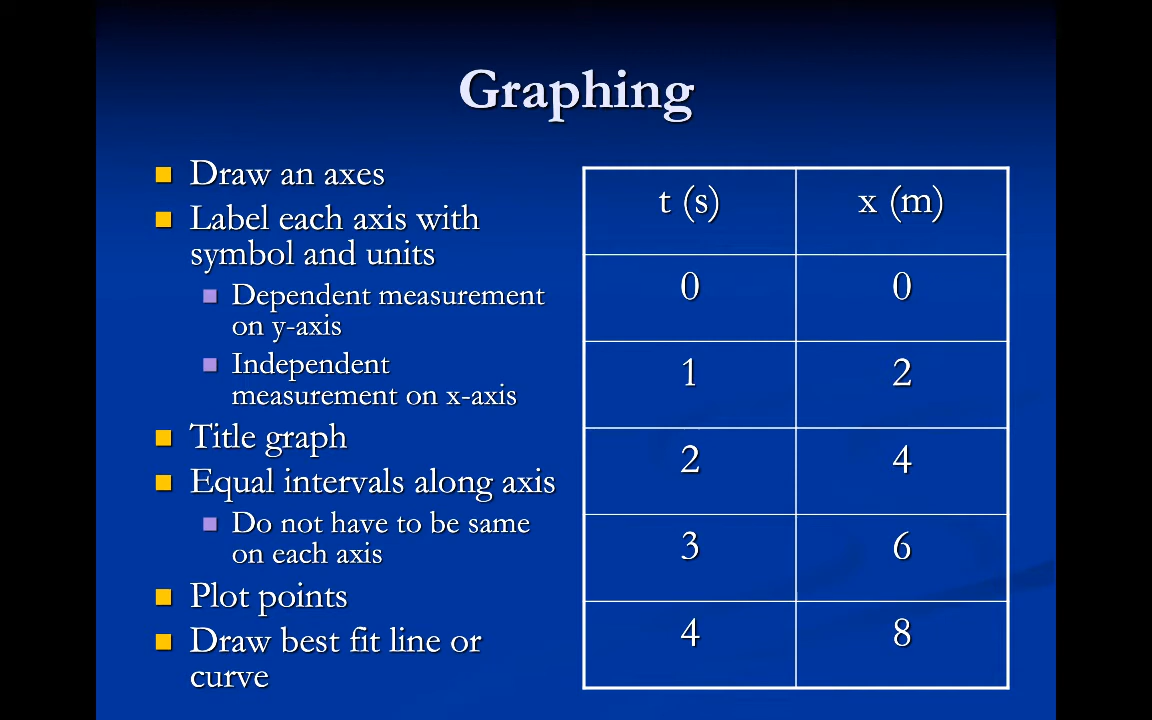 Graphing
Draw an axes
Label each axis with
symbol and units
Dependent measurement
on y-axis
Independent
measurement on x-axis
Title graph
Equal intervals along axis
Do not have to be same
on each axis
Plot points
Draw best fit line or
curve
t (s) x (m)
0 0
1 2
2 4
3 6
4 8